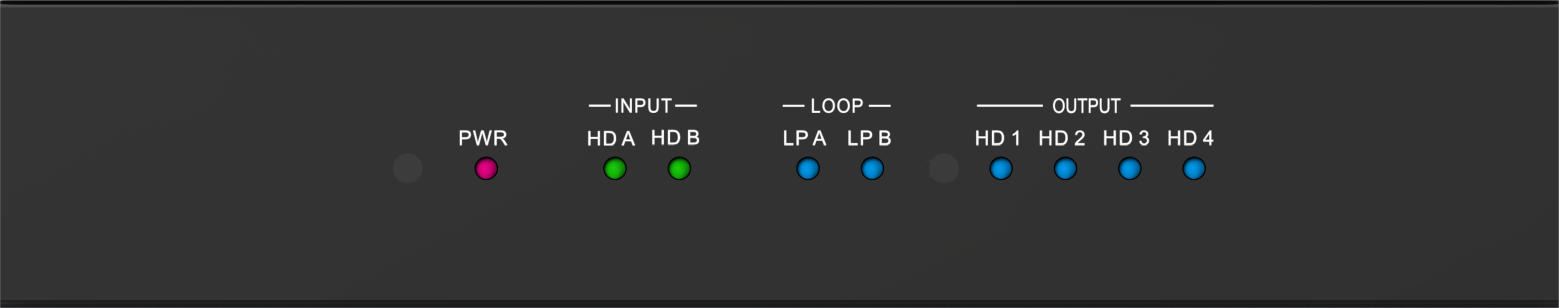 INPUT LOOP OUTPUT
PWR HD A HD B LP A LP B HD 1 HD 2 HD 3 HD 4